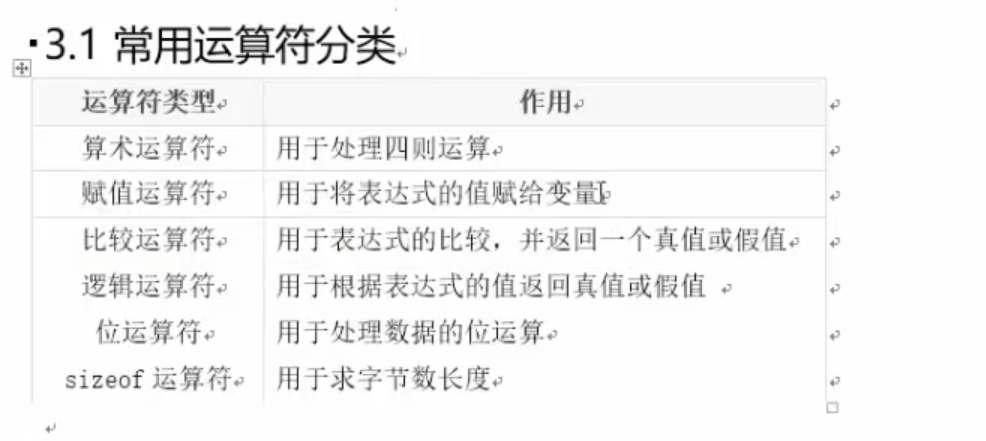 3.1 常用运算符分类
运算符类型 作用
算术运算符 用于处理四则运算
赋值运算符 用于将表达式的值赋给变量
比较运算符 用于表达式的比较，并返回一个真值或假值
逻辑运算符 用于根据表达式的值返回真值或假值
位运算符 用于处理数据的位运算
sizeof 运算符 用于求字节数长度